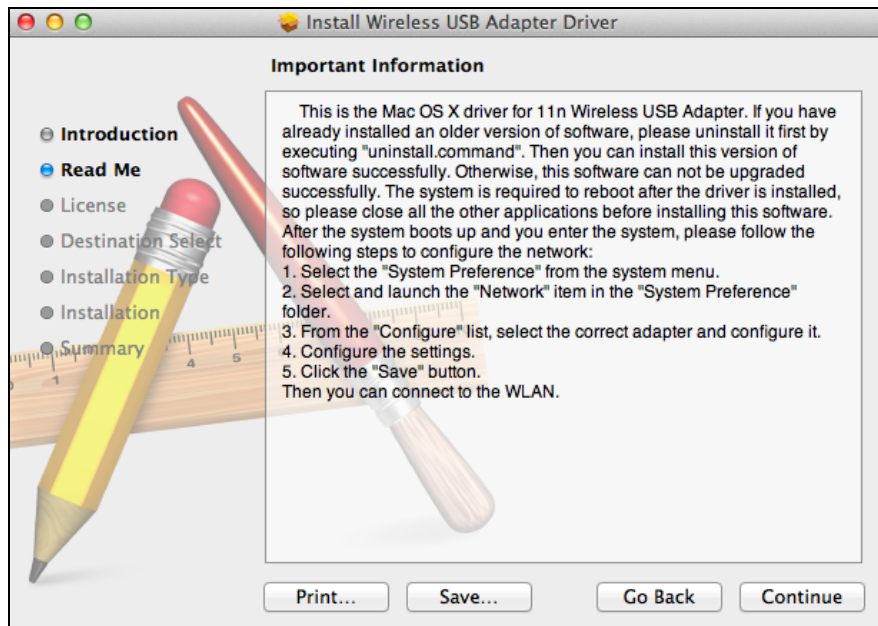 Install Wireless USB Adapter Driver
Important Information
Introduction
Read Me
License
Destination Select
Installation Type
Installation
Summary
This is the Mac OS X driver for 11n Wireless USB Adapter. If you have
already installed an older version of software, please uninstall it first by
executing "uninstall.command". Then you can install this version of
software successfully. Otherwise, this software can not be upgraded
successfully. The system is required to reboot after the driver is installed,
so please close all the other applications before installing this software.
After the system boots up and you enter the system, please follow the
following steps to configure the network:
1. Select the "System Preference" from the system menu.
2. Select and launch the "Network" item in the "System Preference"
folder.
3. From the "Configure" list, select the correct adapter and configure it.
4. Configure the settings.
5. Click the "Save" button.
Then you can connect to the WLAN.
1 4 5
Print... Save... Go Back Continue